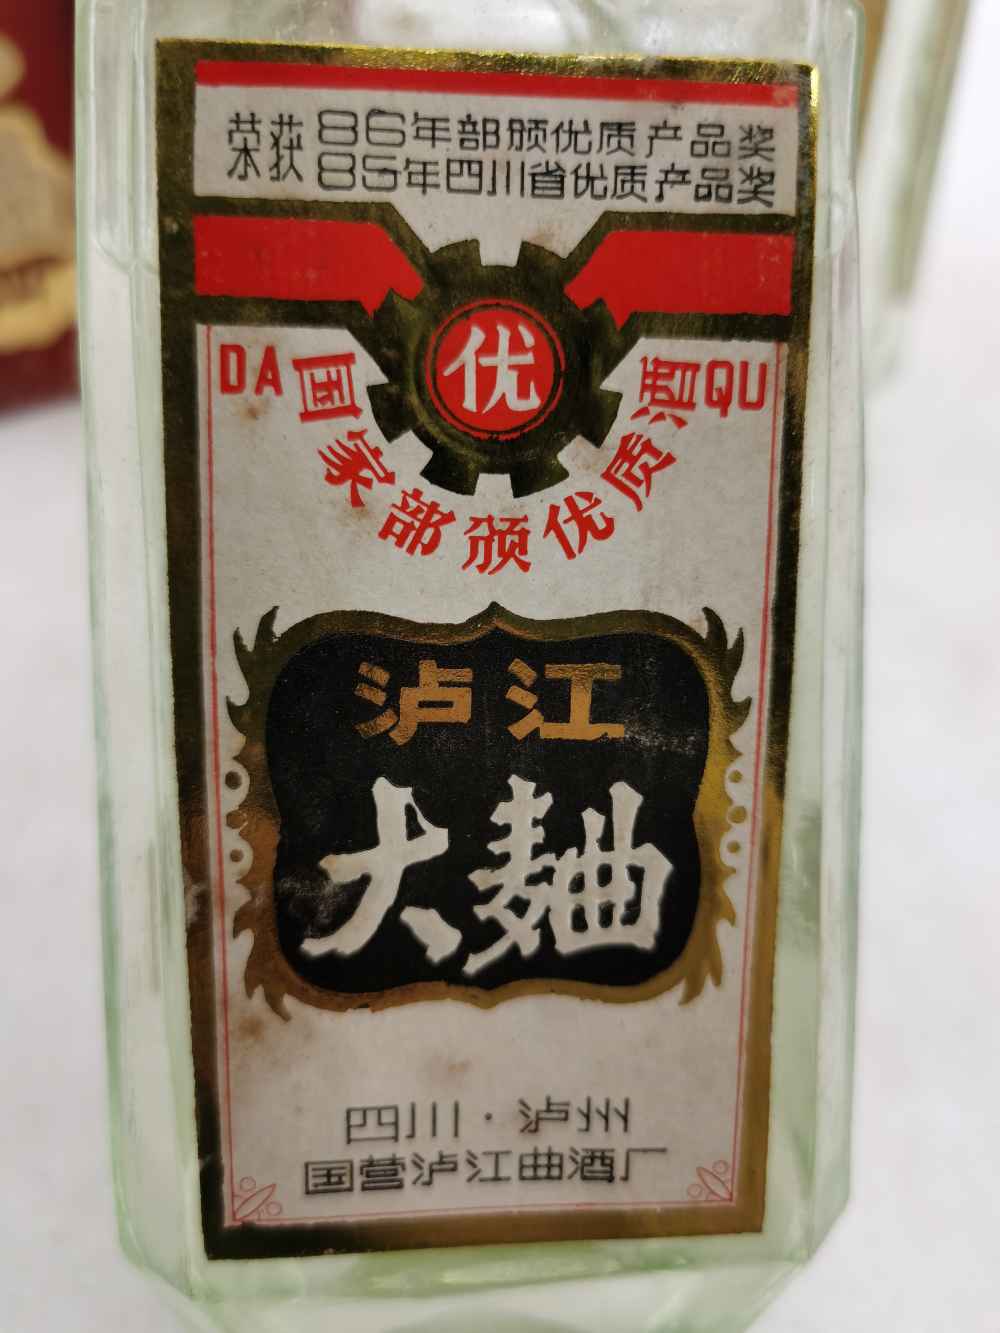 荣获 86年部颁优质产品奖
85年四川省优质产品奖
优
DA 国家部颁优质酒 QU
泸江
大麯
四川·泸州
国营泸江曲酒厂